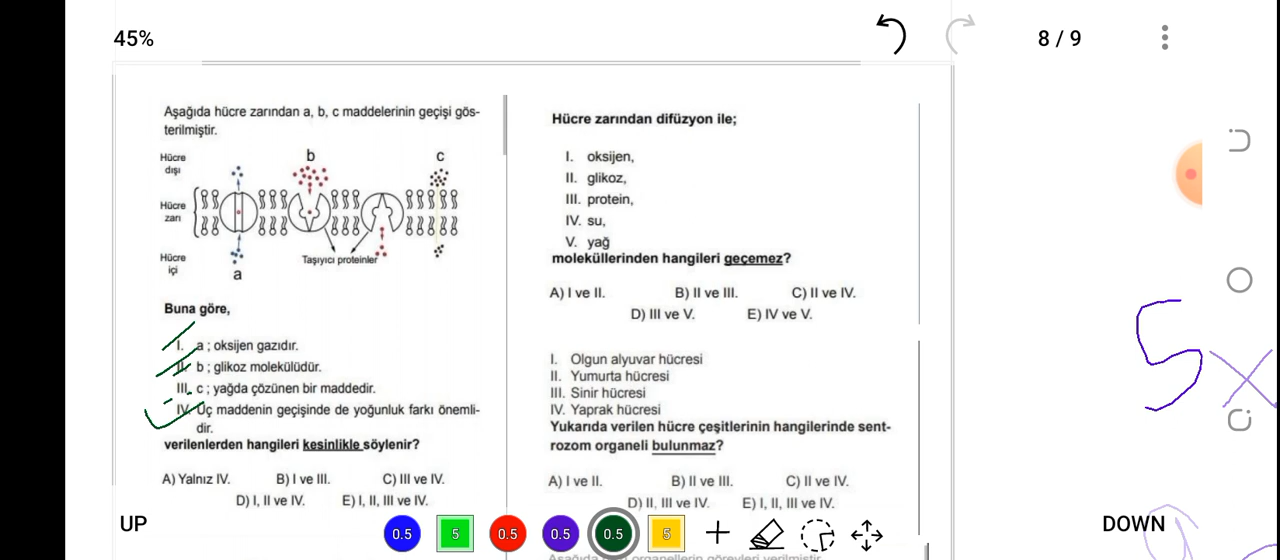 45%
8 / 9
Aşağıda hücre zarından a, b, c maddelerinin geçişi gös-
terilmiştir.
Hücre
dışı
b
c
Hücre
zarı
Hücre
içi
a
Taşıyıcı proteinler
Buna göre,
I. a ; oksijen gazıdır.
II. b ; glikoz molekülüdür.
III. c ; yağda çözünen bir maddedir.
IV. Üç maddenin geçişinde de yoğunluk farkı önemli-
dir.
verilenlerden hangileri kesinlikle söylenir?
A) Yalnız IV. B) I ve III. C) III ve IV.
D) I, II ve IV. E) I, II, III ve IV.
Hücre zarından difüzyon ile;
I. oksijen,
II. glikoz,
III. protein,
IV. su,
V. yağ
moleküllerinden hangileri geçemez?
A) I ve II. B) II ve III. C) II ve IV.
D) III ve V. E) IV ve V.
I. Olgun alyuvar hücresi
II. Yumurta hücresi
III. Sinir hücresi
IV. Yaprak hücresi
Yukarıda verilen hücre çeşitlerinin hangilerinde sent-
rozom organeli bulunmaz?
A) I ve II. B) II ve III. C) II ve IV.
D) II, III ve IV. E) I, II, III ve IV.
5x
UP
0.5
5
0.5
0.5
0.5
5
DOWN
organellerin görevleri verilmiştir